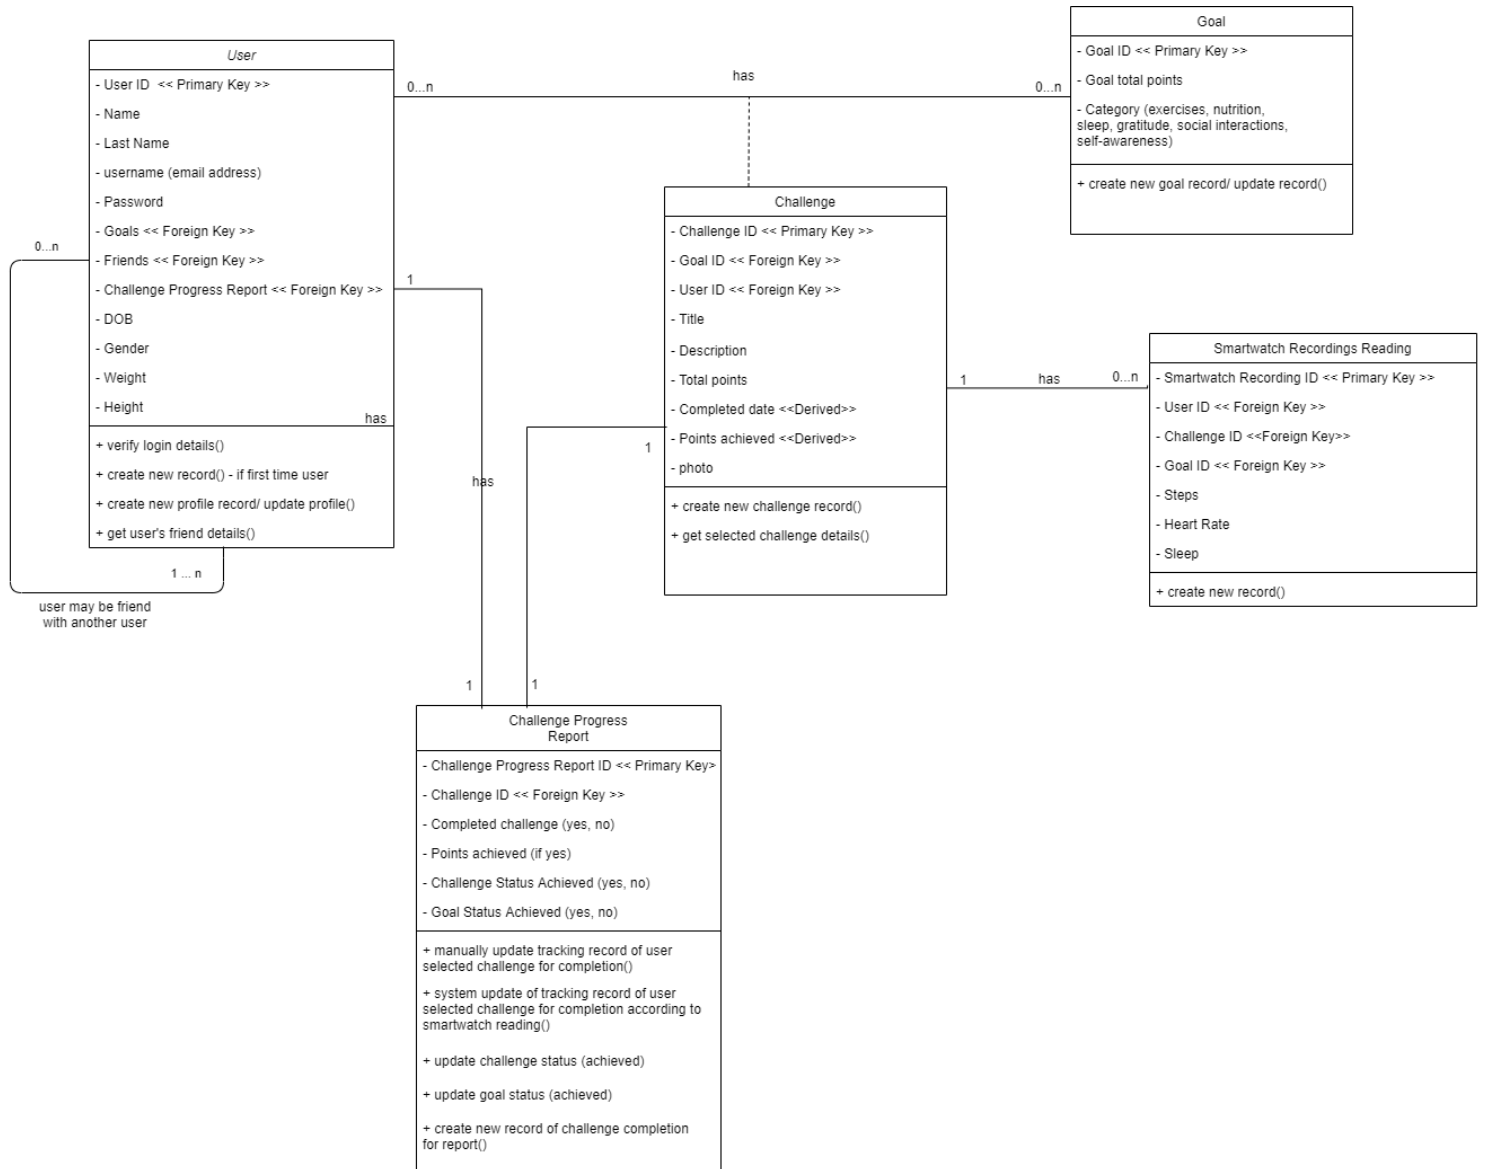 User
- User ID  << Primary Key >>
- Name
- Last Name
- username (email address)
- Password
- Goals << Foreign Key >>
- Friends << Foreign Key >>
- Challenge Progress Report << Foreign Key >>
- DOB
- Gender
- Weight
- Height
has
+ verify login details()
+ create new record() - if first time user
+ create new profile record/ update profile()
+ get user's friend details()
0...n
1 ... n
user may be friend
with another user
0...n
has
0...n
Goal
- Goal ID << Primary Key >>
- Goal total points
- Category (exercises, nutrition,
sleep, gratitude, social interactions,
self-awareness)
+ create new goal record/ update record()
Challenge
- Challenge ID << Primary Key >>
- Goal ID << Foreign Key >>
- User ID << Foreign Key >>
- Title
- Description
- Total points
- Completed date <<Derived>>
- Points achieved <<Derived>>
- photo
+ create new challenge record()
+ get selected challenge details()
1
has
0...n
Smartwatch Recordings Reading
- Smartwatch Recording ID << Primary Key >>
- User ID << Foreign Key >>
- Challenge ID <<Foreign Key>>
- Goal ID << Foreign Key >>
- Steps
- Heart Rate
- Sleep
+ create new record()
1
has
1
1
1
Challenge Progress
Report
- Challenge Progress Report ID << Primary Key>
- Challenge ID << Foreign Key >>
- Completed challenge (yes, no)
- Points achieved (if yes)
- Challenge Status Achieved (yes, no)
- Goal Status Achieved (yes, no)
+ manually update tracking record of user
selected challenge for completion()
+ system update of tracking record of user
selected challenge for completion according to
smartwatch reading()
+ update challenge status (achieved)
+ update goal status (achieved)
+ create new record of challenge completion
for report()